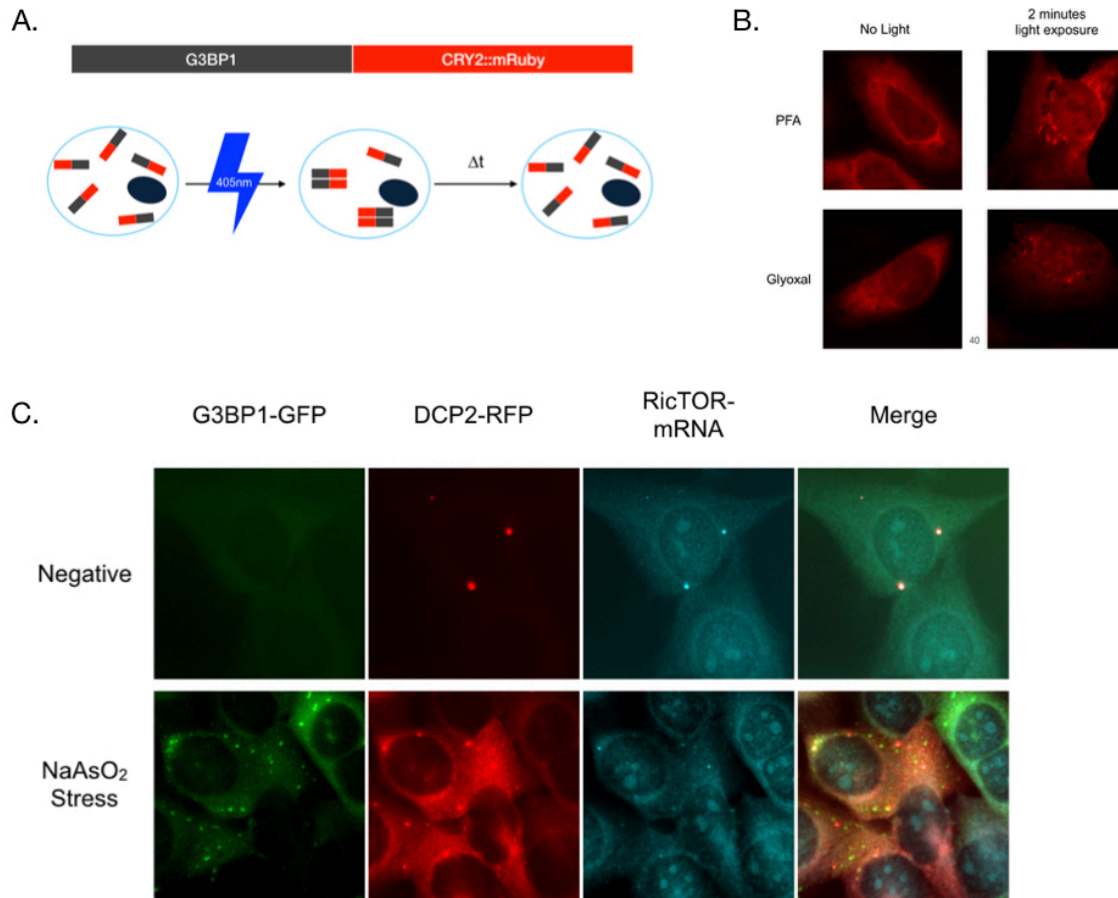 A.
G3BP1 CRY2::mRuby
405nm
Δt
B.
No Light
2 minutes
light exposure
PFA
Glyoxal
40
C.
G3BP1-GFP DCP2-RFP RicTOR-
mRNA Merge
Negative
NaAsO₂
Stress